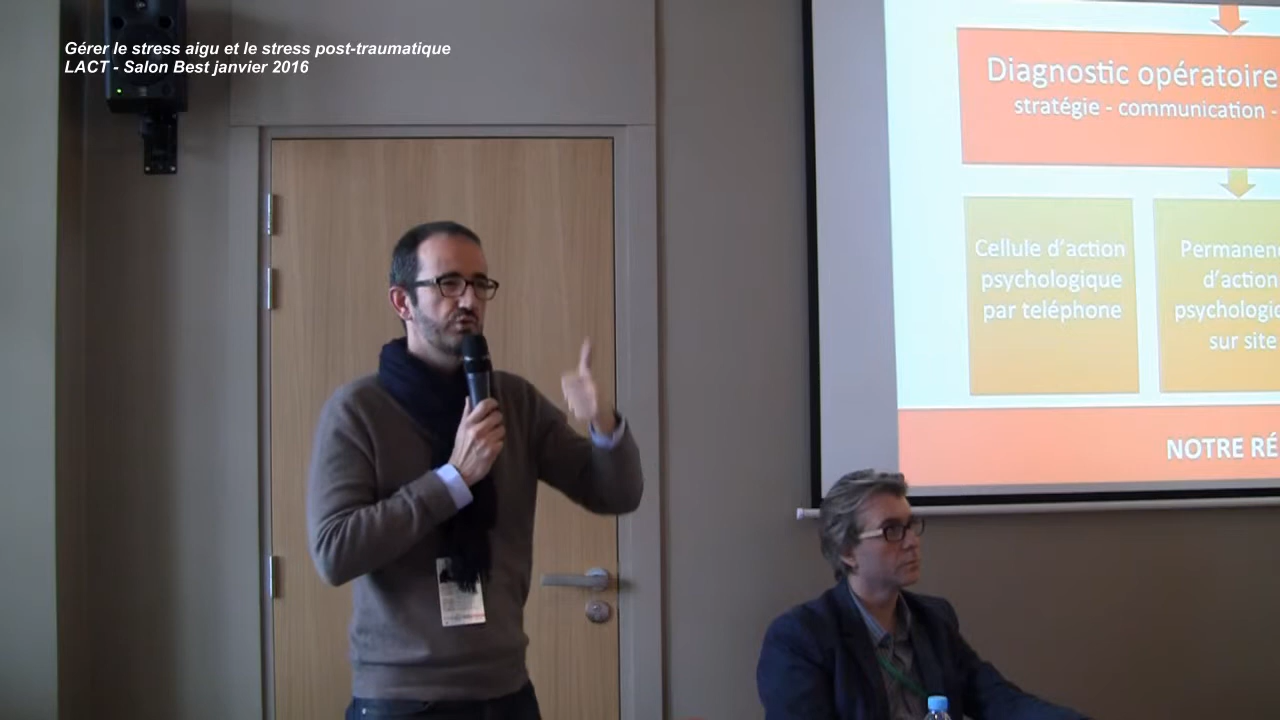 Gérer le stress aigu et le stress post-traumatique
LACT - Salon Best janvier 2016
Diagnostic opératoire
stratégie - communication -
Cellule d'action
psychologique
par teléphone
Permanen
d'action
psychologi
sur site
NOTRE RÉ